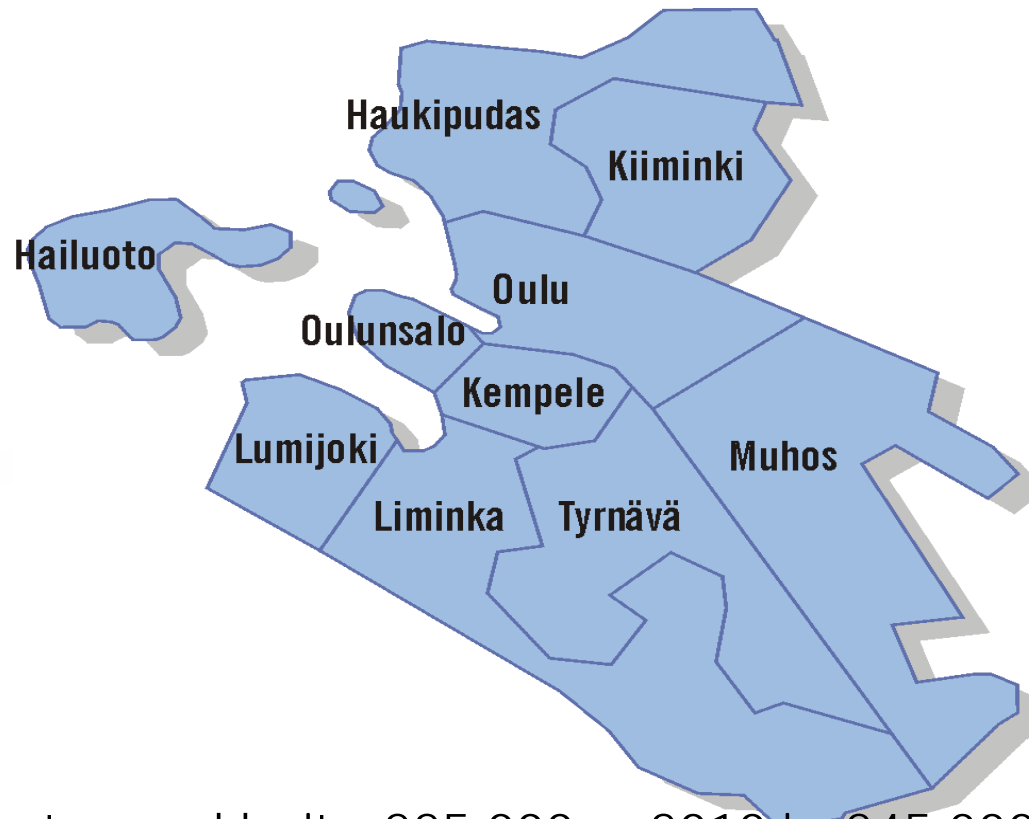 Haukipudas
Kiiminki
Hailuoto
Oulu
Oulunsalo
Kempele
Lumijoki
Muhos
Liminka
Tyrnävä